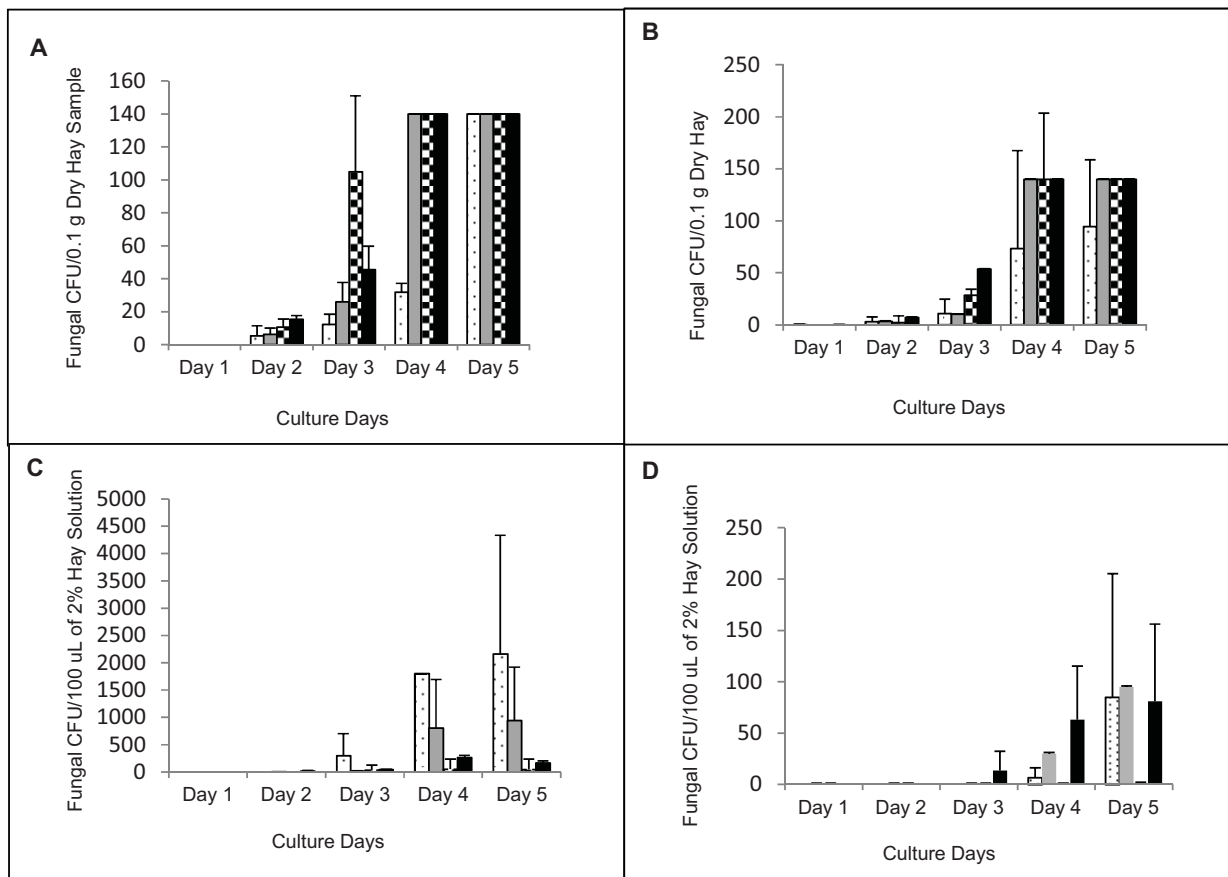 A
Fungal CFU/0.1 g Dry Hay Sample
160
140
120
100
80
60
40
20
0
Day 1 Day 2 Day 3 Day 4 Day 5
Culture Days
B
Fungal CFU/0.1 g Dry Hay
250
200
150
100
50
0
Day 1 Day 2 Day 3 Day 4 Day 5
Culture Days
C
Fungal CFU/100 uL of 2% Hay Solution
5000
4500
4000
3500
3000
2500
2000
1500
1000
500
0
Day 1 Day 2 Day 3 Day 4 Day 5
Culture Days
D
Fungal CFU/100 uL of 2% Hay Solution
250
200
150
100
50
0
Day 1 Day 2 Day 3 Day 4 Day 5
Culture Days